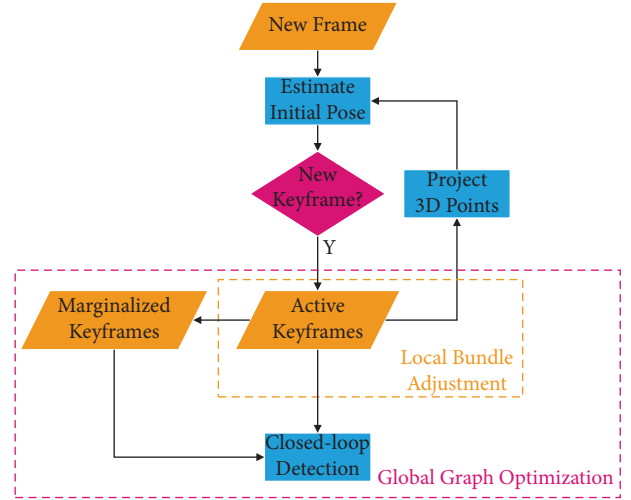 New Frame
Estimate
Initial Pose
New
Keyframe?
Project
3D Points
Y
Marginalized
Keyframes
Active
Keyframes
Local Bundle
Adjustment
Closed-loop
Detection
Global Graph Optimization